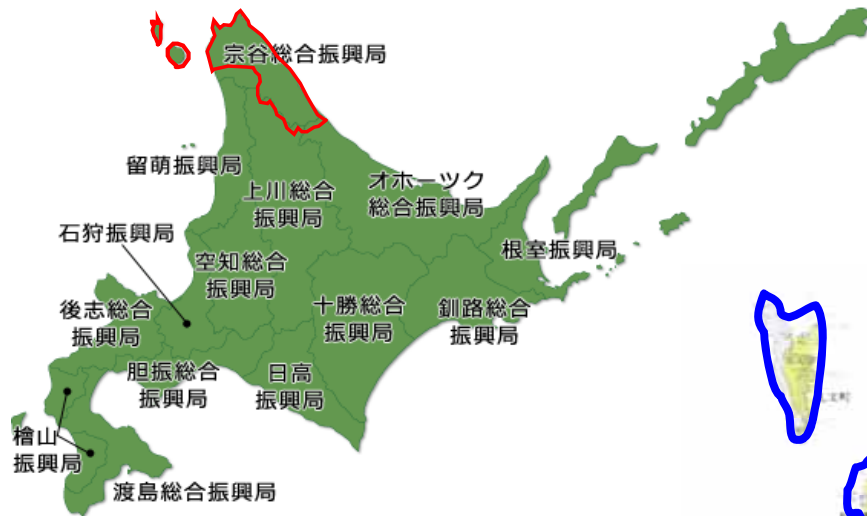 宗谷総合振興局
留萌振興局
上川総合
振興局
オホーツク
総合振興局
石狩振興局
空知総合
振興局
根室振興局
後志総合
振興局
十勝総合
振興局
釧路総合
振興局
胆振総合
振興局
日高
振興局
檜山
振興局
渡島総合振興局